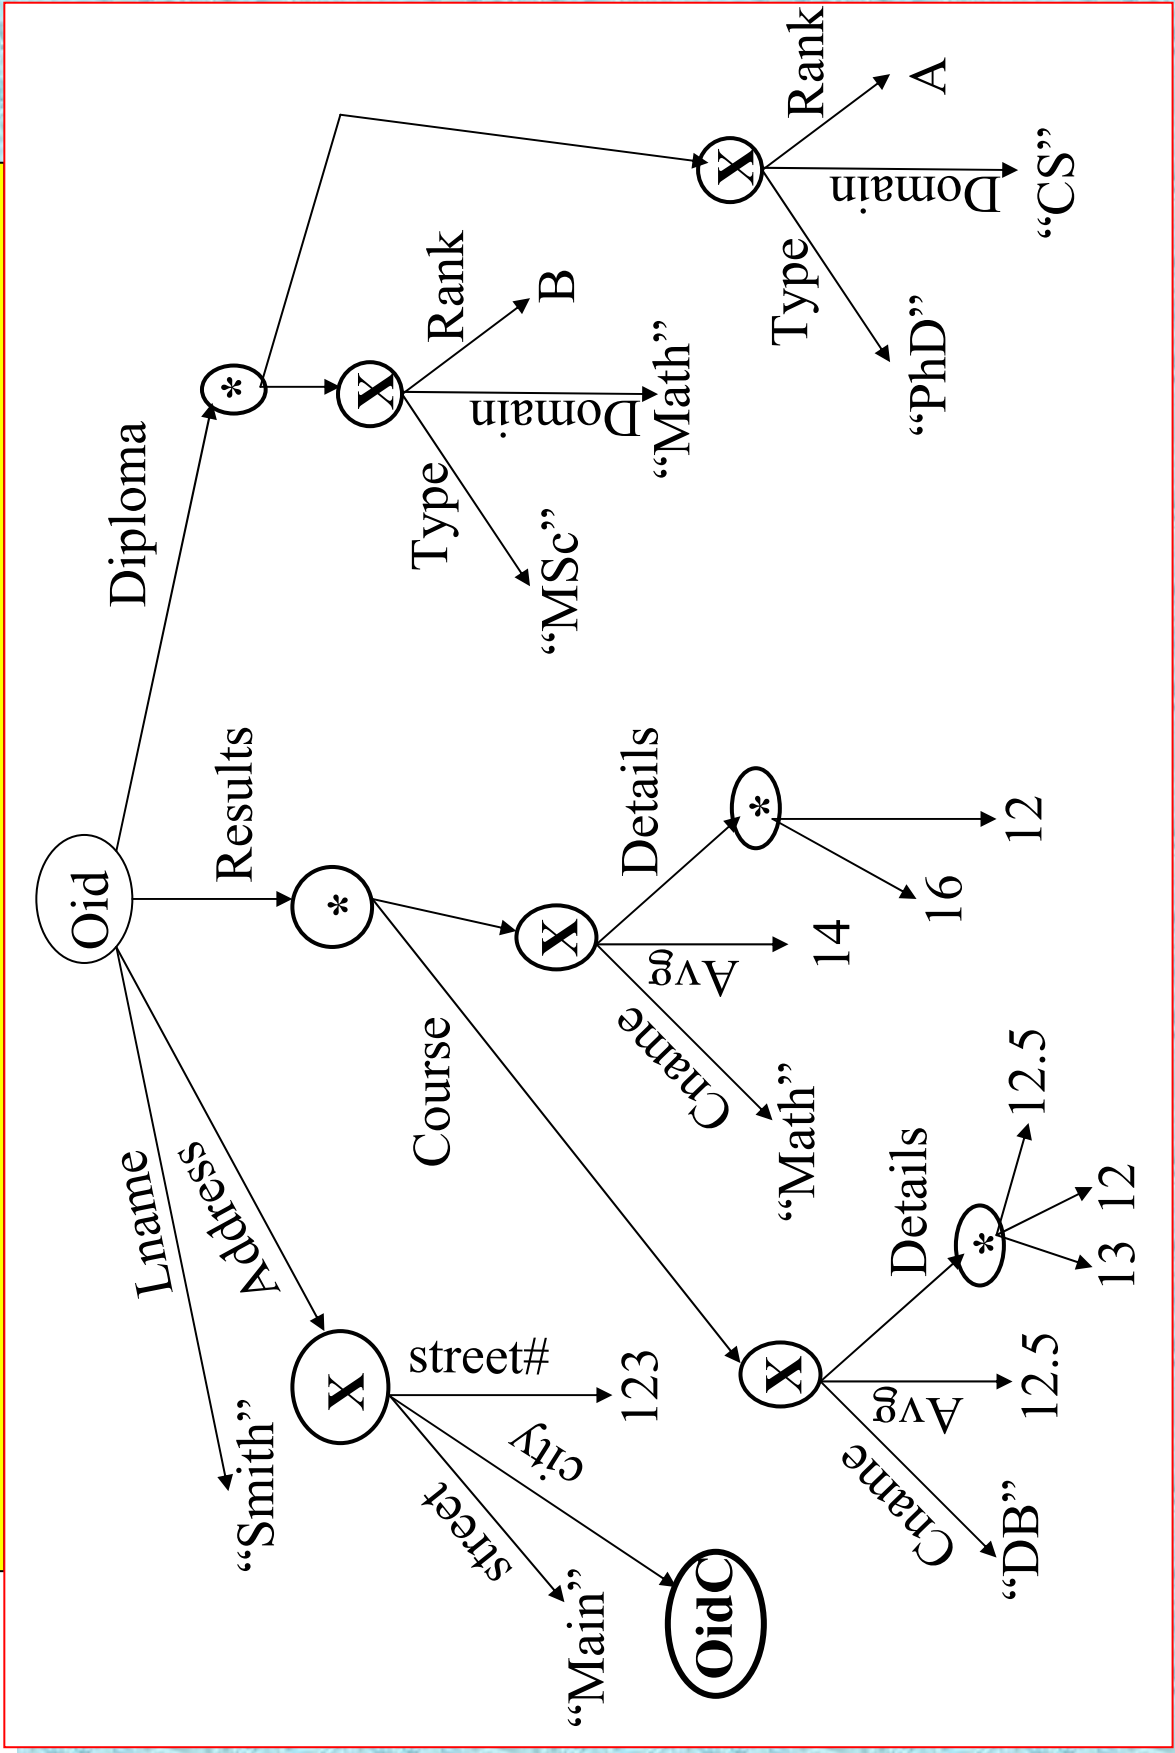 Oid
Lname
Address
Results
Diploma
"Smith"
X
street
city
street#
"Main"
OidC
123
*
Course
X
Cname
Avg
Details
"DB"
12.5
*
13
12
12.5
X
Cname
Avg
Details
"Math"
14
*
16
12
*
X
Type
Domain
Rank
"MSc"
"Math"
B
X
Type
Domain
Rank
"PhD"
"CS"
A